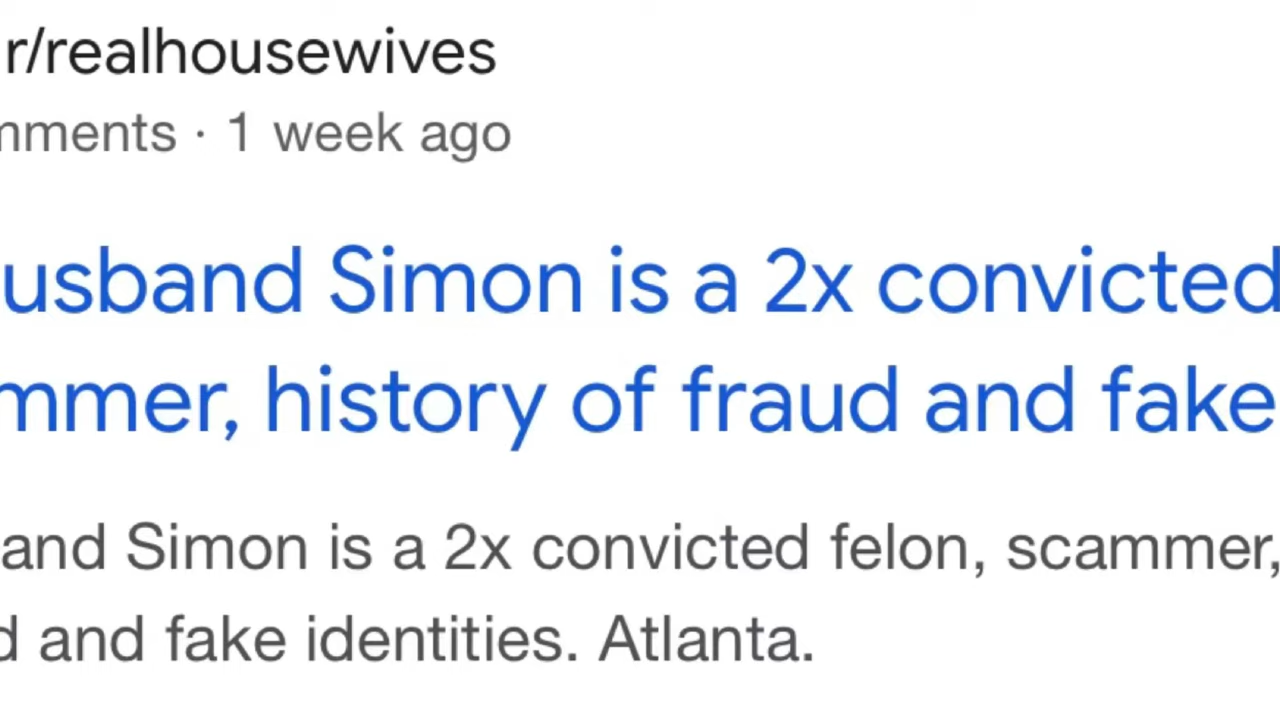 r/realhousewives
mments · 1 week ago
usband Simon is a 2x convicted
mmer, history of fraud and fake
and Simon is a 2x convicted felon, scammer,
d and fake identities. Atlanta.